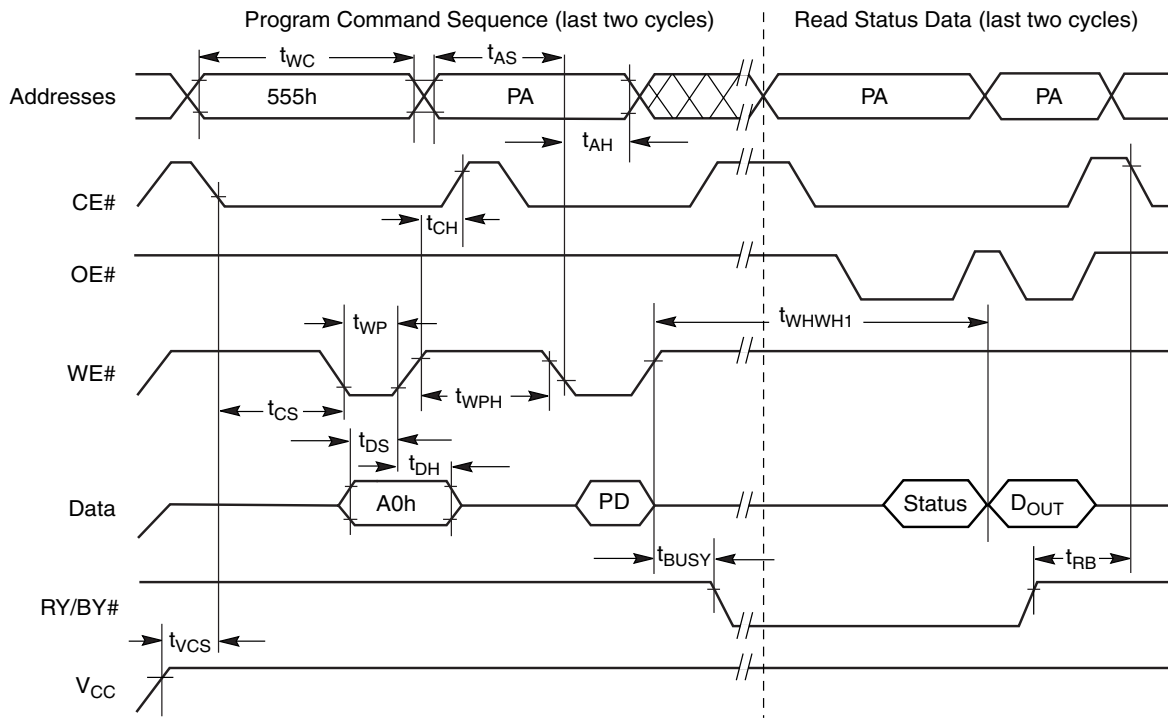 Program Command Sequence (last two cycles)
Read Status Data (last two cycles)
tWC
tAS
Addresses
555h
PA
PA
PA
tAH
CE#
tCH
OE#
tWP
tWHWH1
WE#
tCS
tWPH
tDS
tDH
Data
A0h
PD
Status
DOUT
tBUSY
tRB
RY/BY#
tVCS
VCC